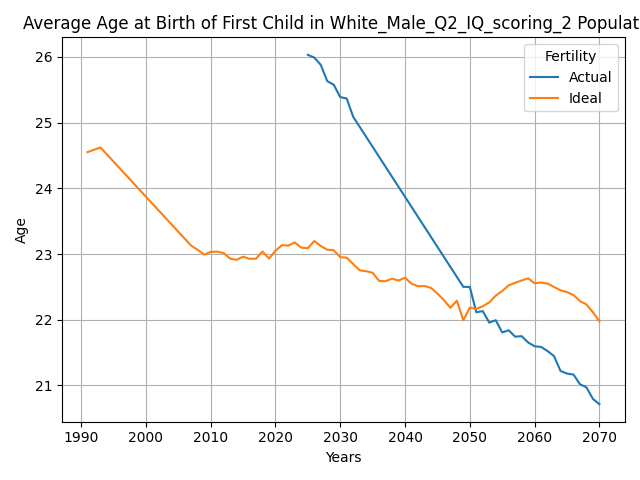 Average Age at Birth of First Child in White_Male_Q2_IQ_scoring_2 Populat
Fertility
Actual
Ideal
26
25
24
23
22
21
Age
1990 2000 2010 2020 2030 2040 2050 2060 2070
Years